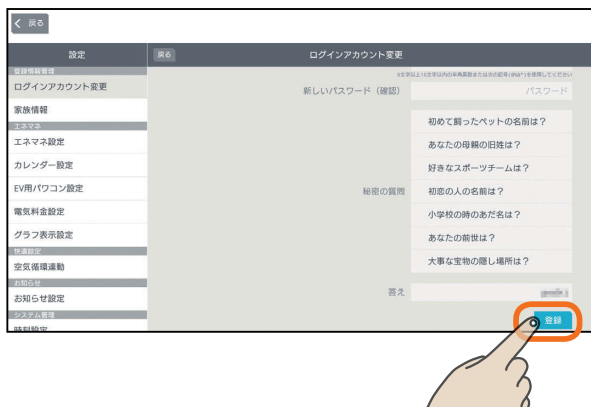 戻る
設定
戻る
ログインアカウント変更
登録情報管理
ログインアカウント変更
家族情報
エネマネ
エネマネ設定
カレンダー設定
EV用パワコン設定
電気料金設定
グラフ表示設定
快適設定
空気循環連動
お知らせ
お知らせ設定
システム管理
時刻設定
新しいパスワード（確認）
パスワード
秘密の質問
初めて飼ったペットの名前は？
あなたの母親の旧姓は？
好きなスポーツチームは？
初恋の人の名前は？
小学校の時のあだ名は？
あなたの前世は？
大事な宝物の隠し場所は？
答え
登録